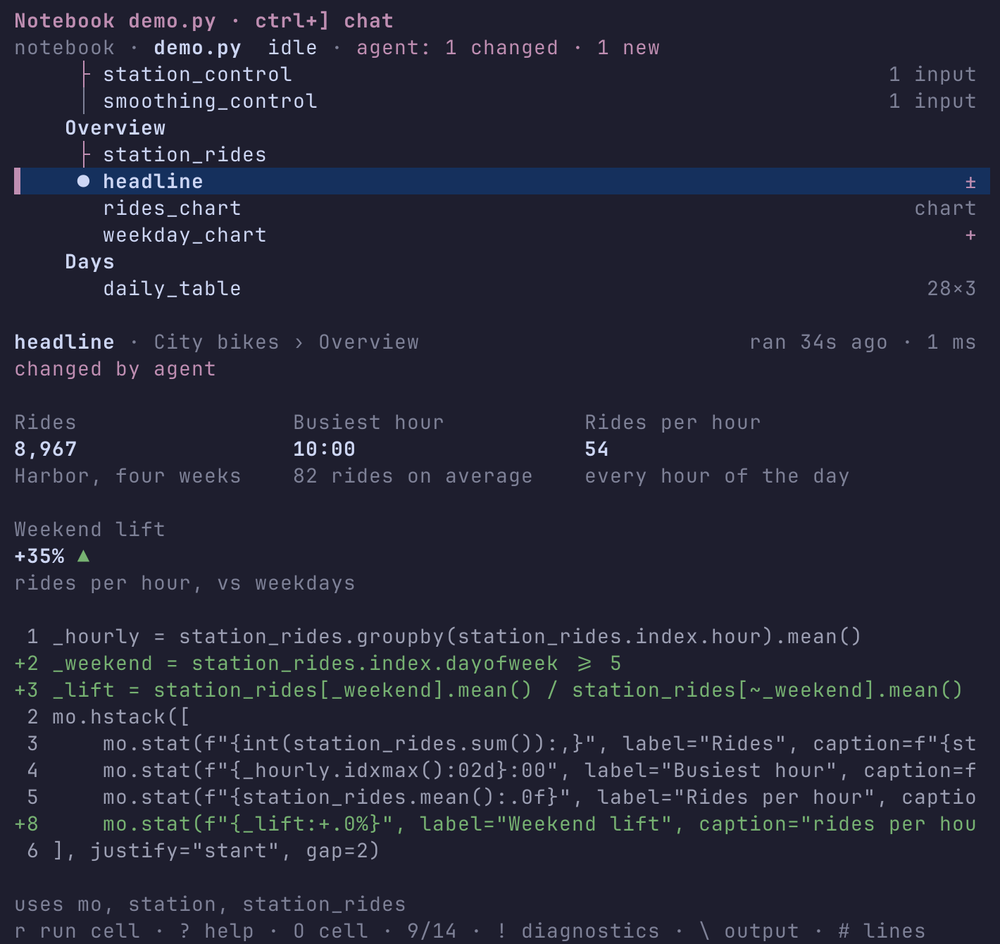 Notebook demo.py · ctrl+] chat
notebook · demo.py  idle · agent: 1 changed · 1 new
├ station_control 1 input
│ smoothing_control 1 input
Overview
├ station_rides
● headline ±
rides_chart chart
weekday_chart +
Days
daily_table 28×3
headline · City bikes › Overview ran 34s ago · 1 ms
changed by agent
Rides Busiest hour Rides per hour
8,967 10:00 54
Harbor, four weeks 82 rides on average every hour of the day
Weekend lift
+35% ▲
rides per hour, vs weekdays
1 _hourly = station_rides.groupby(station_rides.index.hour).mean()
+2 _weekend = station_rides.index.dayofweek ⩾ 5
+3 _lift = station_rides[_weekend].mean() / station_rides[~_weekend].mean()
2 mo.hstack([
3     mo.stat(f"{int(station_rides.sum()):,}", label="Rides", caption=f"{st
4     mo.stat(f"{_hourly.idxmax():02d}:00", label="Busiest hour", caption=f
5     mo.stat(f"{station_rides.mean():.0f}", label="Rides per hour", captio
+8     mo.stat(f"{_lift:+.0%}", label="Weekend lift", caption="rides per hou
6 ], justify="start", gap=2)
uses mo, station, station_rides
r run cell · ? help · O cell · 9/14 · ! diagnostics · \ output · # lines